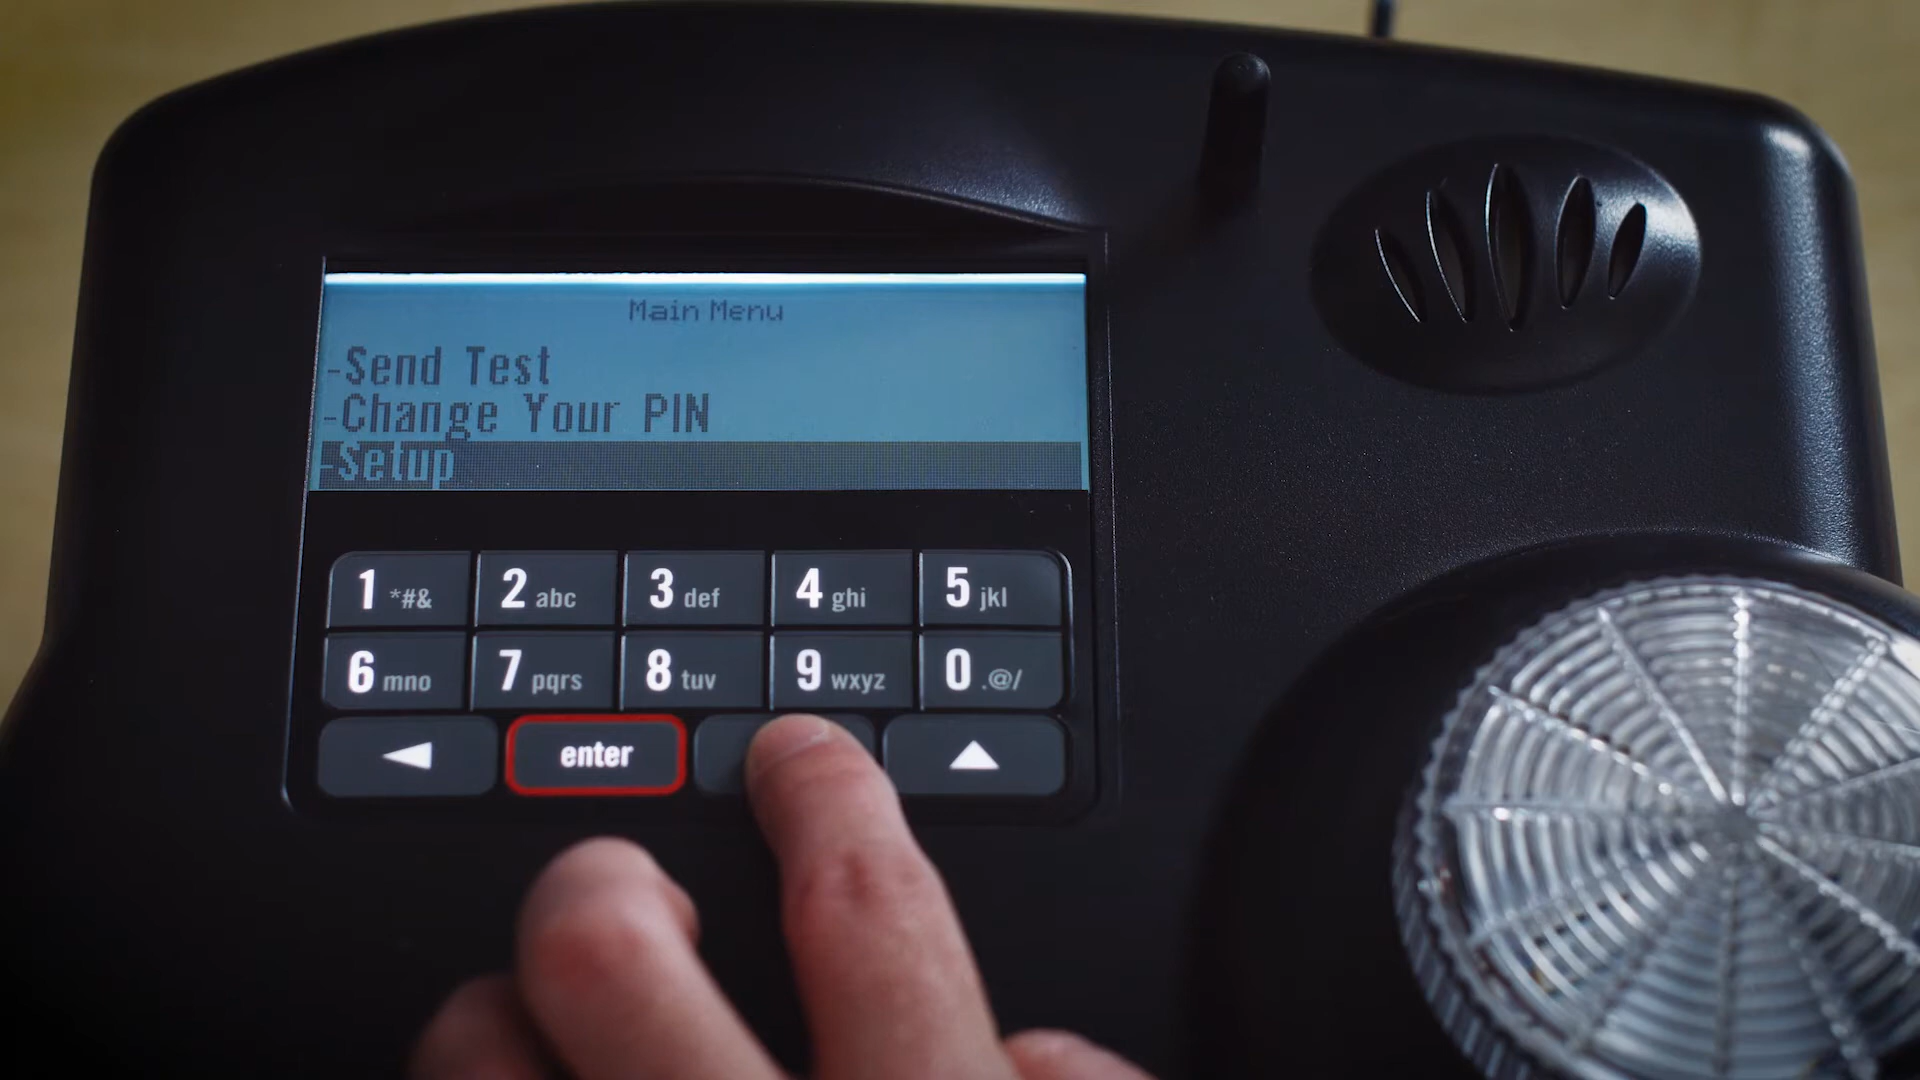 Main Menu
-Send Test
-Change Your PIN
-Setup
1 *#& 2 abc 3 def 4 ghi 5 jkl
6 mno 7 pqrs 8 tuv 9 wxyz 0 .@/
enter